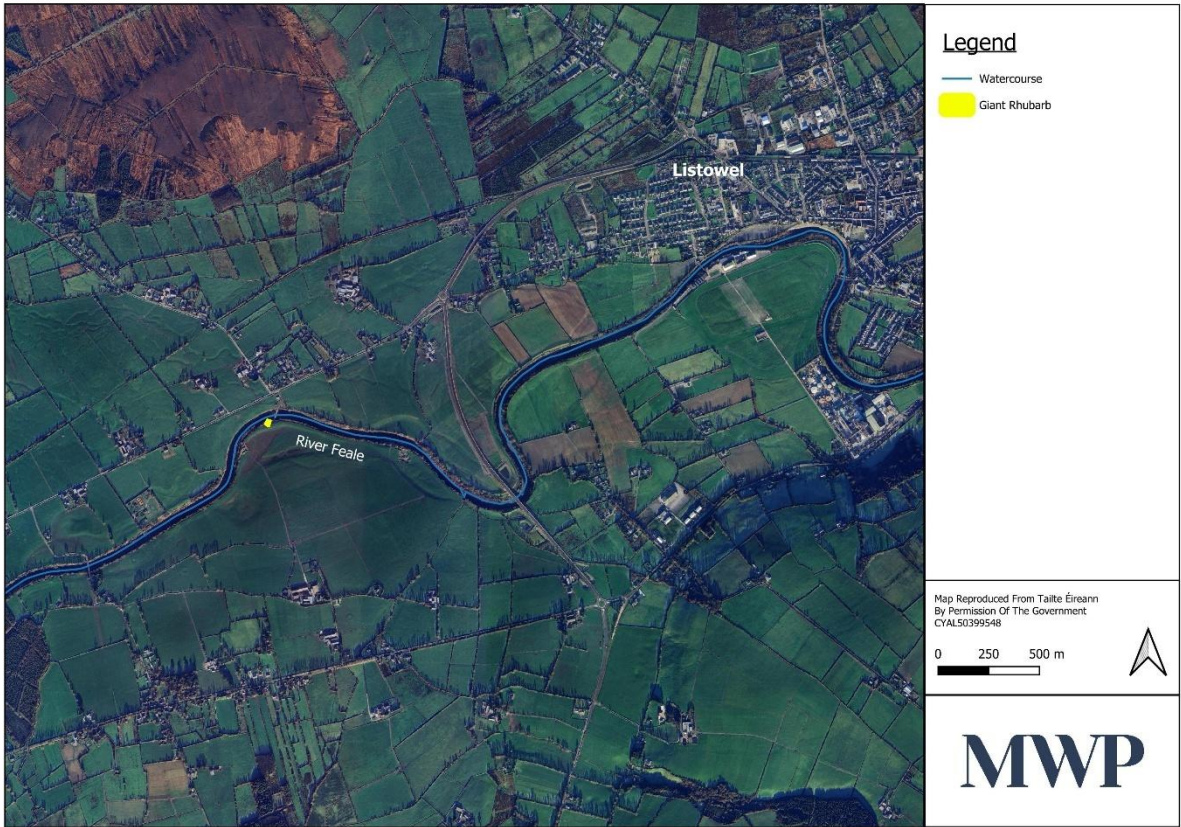 Legend
Watercourse
Giant Rhubarb
Listowel
River Feale
Map Reproduced From Tailte Éireann
By Permission Of The Government
CYAL50399548
0 250 500 m
MWP